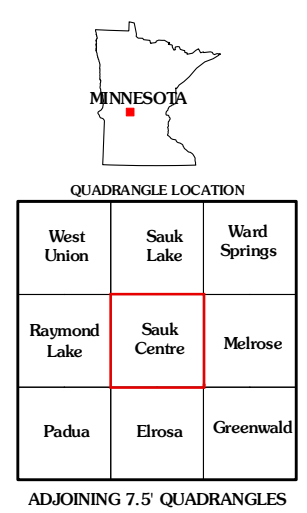 MINNESOTA
QUADRANGLE LOCATION
West
Union
Sauk
Lake
Ward
Springs
Raymond
Lake
Sauk
Centre
Melrose
Padua
Elrosa
Greenwald
ADJOINING 7.5' QUADRANGLES